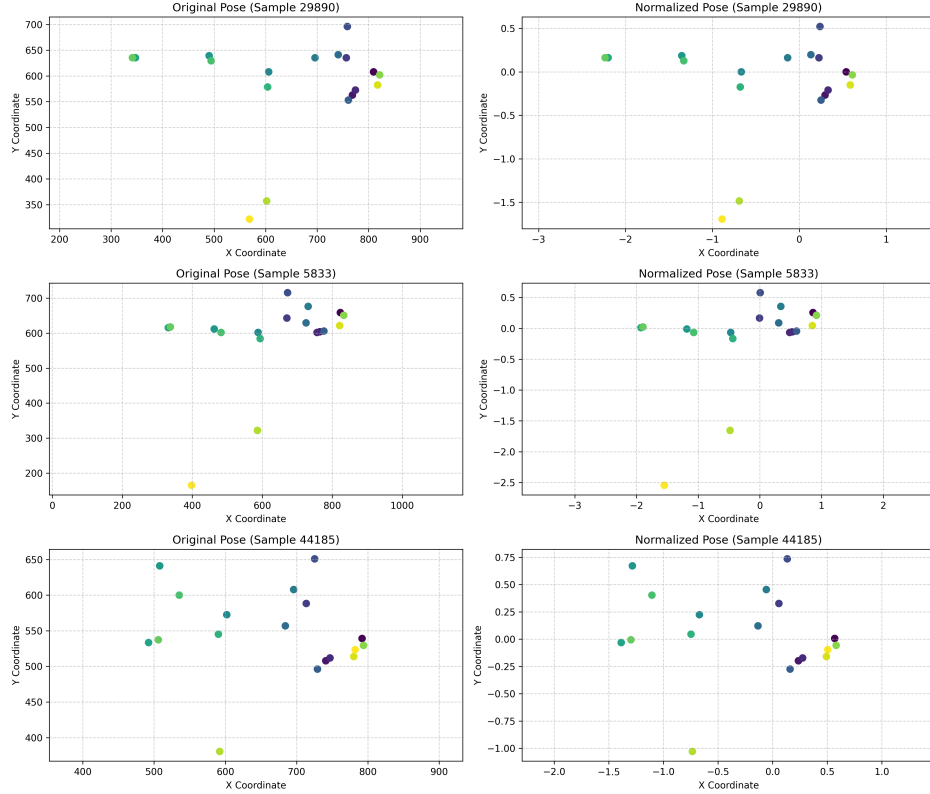 Original Pose (Sample 29890)
Y Coordinate
700
650
600
550
500
450
400
350
200 300 400 500 600 700 800 900
X Coordinate
Normalized Pose (Sample 29890)
Y Coordinate
0.5
0.0
−0.5
−1.0
−1.5
−3 −2 −1 0 1
X Coordinate
Original Pose (Sample 5833)
Y Coordinate
700
600
500
400
300
200
0 200 400 600 800 1000
X Coordinate
Normalized Pose (Sample 5833)
Y Coordinate
0.5
0.0
−0.5
−1.0
−1.5
−2.0
−2.5
−3 −2 −1 0 1 2
X Coordinate
Original Pose (Sample 44185)
Y Coordinate
650
600
550
500
450
400
400 500 600 700 800 900
X Coordinate
Normalized Pose (Sample 44185)
Y Coordinate
0.75
0.50
0.25
0.00
−0.25
−0.50
−0.75
−1.00
−2.0 −1.5 −1.0 −0.5 0.0 0.5 1.0
X Coordinate